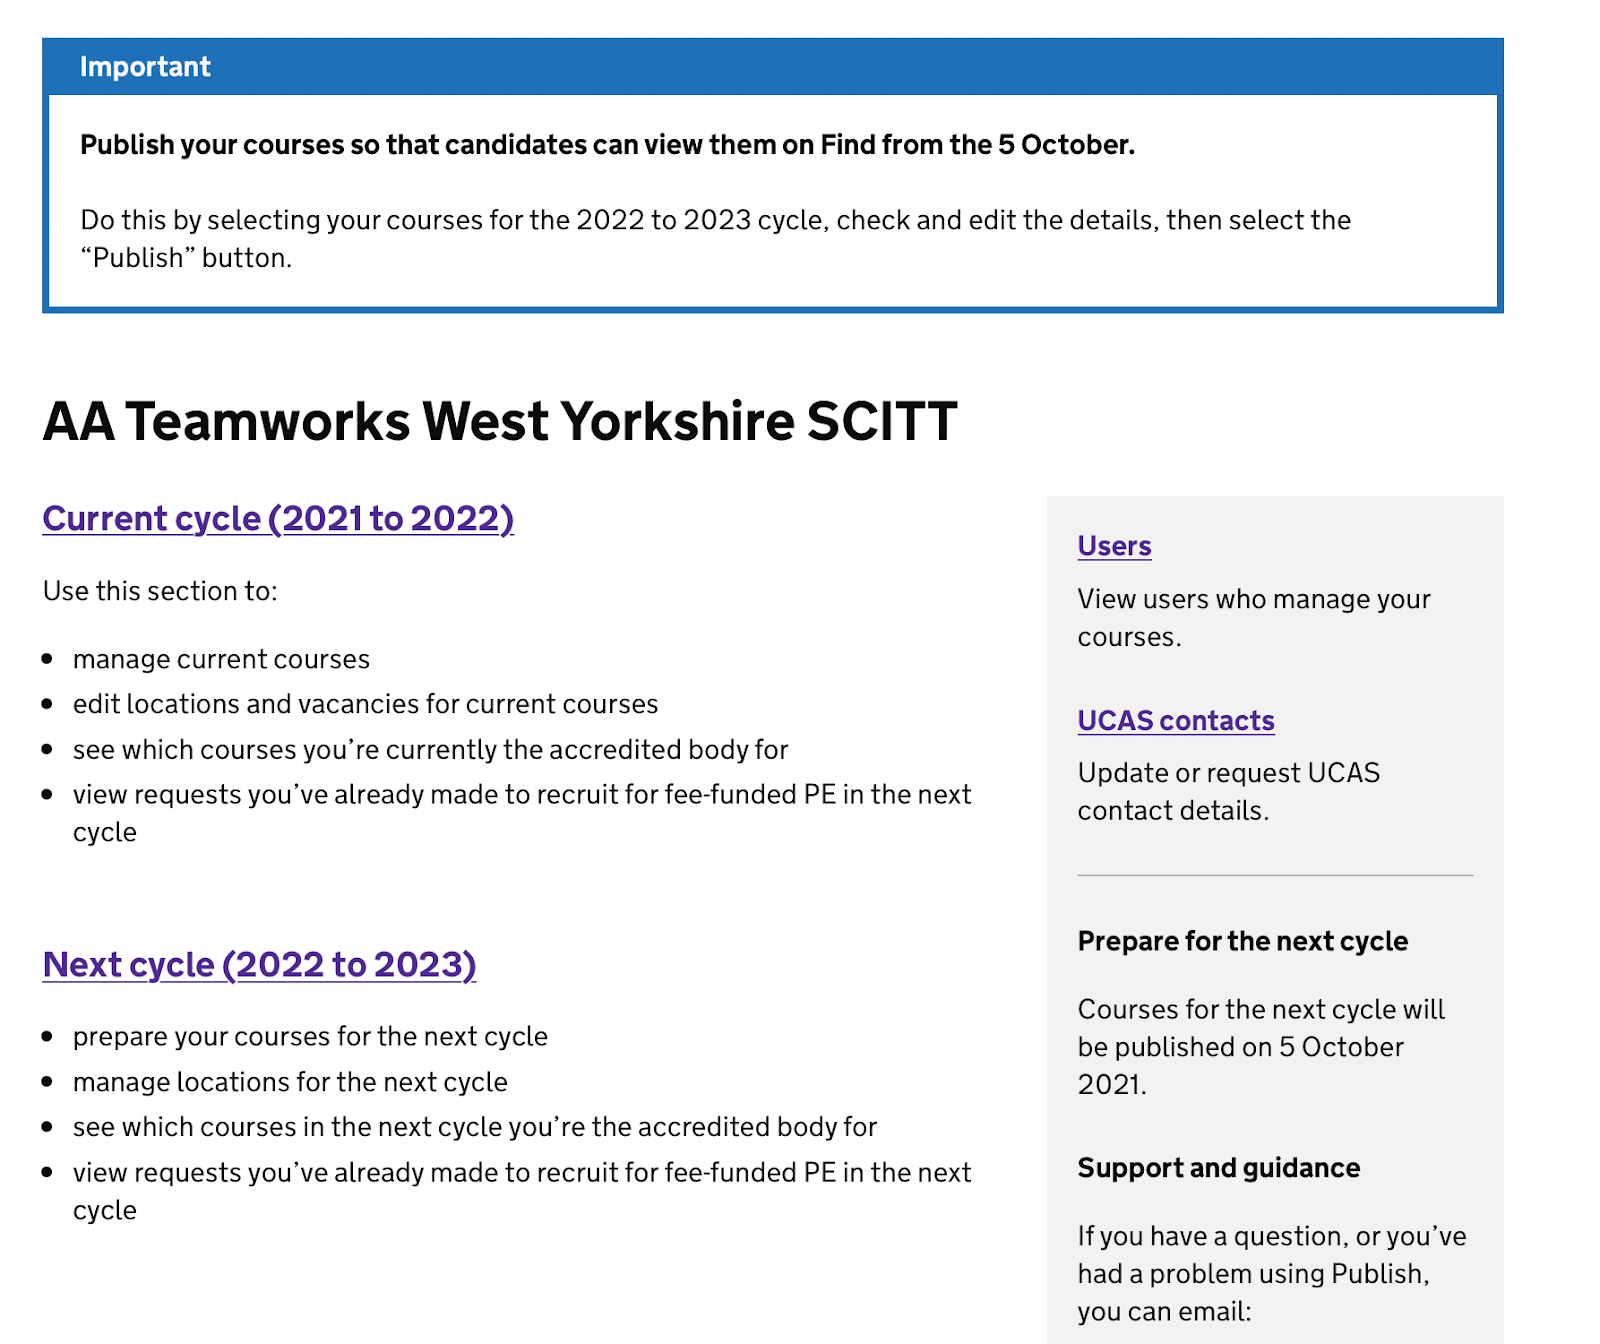 Important
Publish your courses so that candidates can view them on Find from the 5 October.
Do this by selecting your courses for the 2022 to 2023 cycle, check and edit the details, then select the
“Publish” button.
AA Teamworks West Yorkshire SCITT
Current cycle (2021 to 2022)
Use this section to:
• manage current courses
• edit locations and vacancies for current courses
• see which courses you’re currently the accredited body for
• view requests you’ve already made to recruit for fee-funded PE in the next
cycle
Next cycle (2022 to 2023)
• prepare your courses for the next cycle
• manage locations for the next cycle
• see which courses in the next cycle you’re the accredited body for
• view requests you’ve already made to recruit for fee-funded PE in the next
cycle
Users
View users who manage your
courses.
UCAS contacts
Update or request UCAS
contact details.
Prepare for the next cycle
Courses for the next cycle will
be published on 5 October
2021.
Support and guidance
If you have a question, or you’ve
had a problem using Publish,
you can email: